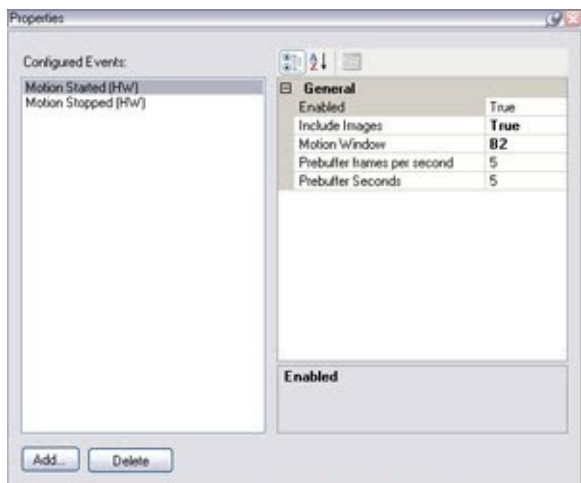 Properties
Configured Events:
Motion Started (HW)
Motion Stopped (HW)
General
Enabled True
Include Images True
Motion Window B2
Prebuffer frames per second 5
Prebuffer Seconds 5
Enabled
Add... Delete